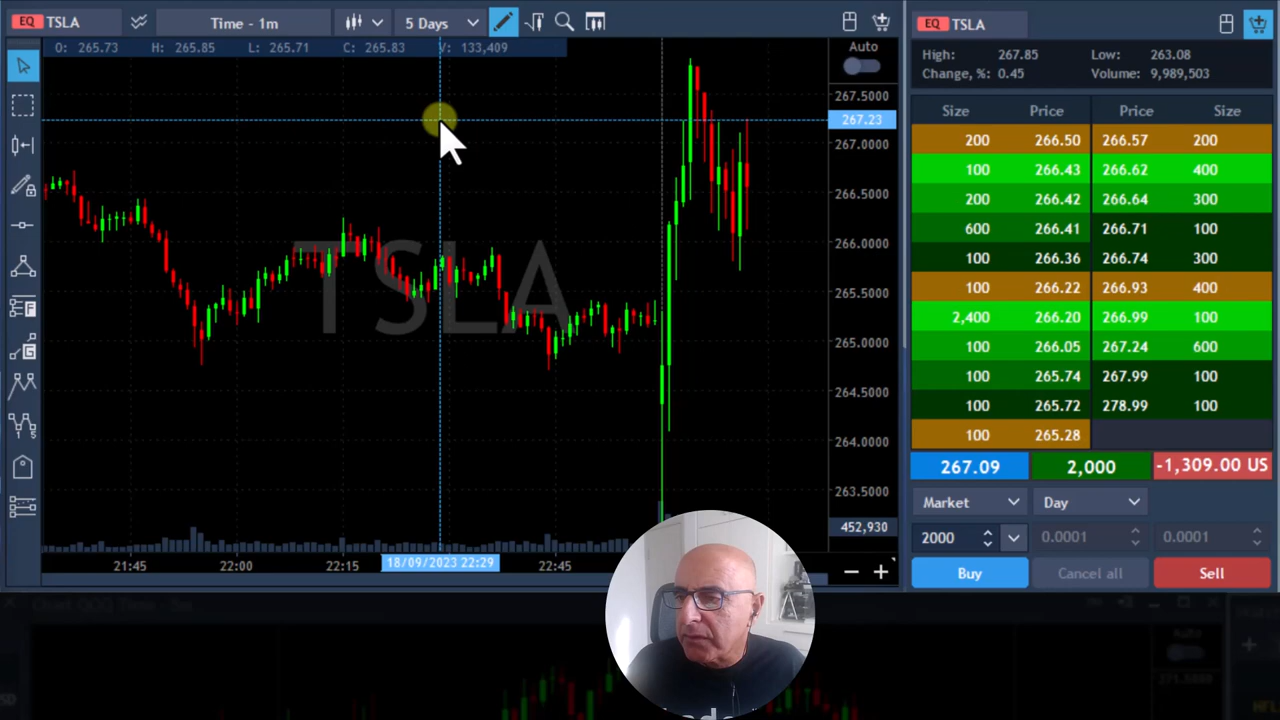 EQ TSLA Time - 1m 5 Days
O: 265.73 H: 265.85 L: 265.71 C: 265.83 V: 133,409
Auto
267.5000
267.23
267.0000
266.5000
266.0000
265.5000
265.0000
264.5000
264.0000
263.5000
452,930
TSLA
21:45 22:00 22:15 18/09/2023 22:29 22:45
EQ TSLA
High: 267.85 Low: 263.08
Change, %: 0.45 Volume: 9,989,503
Size Price Price Size
200 266.50 266.57 200
100 266.43 266.62 400
200 266.42 266.64 300
600 266.41 266.71 100
100 266.36 266.74 300
100 266.22 266.93 400
2,400 266.20 266.99 100
100 266.05 267.24 600
100 265.74 267.99 100
100 265.72 278.99 100
100 265.28
267.09 2,000 -1,309.00 US
Market Day
2000 0.0001 0.0001
Buy Cancel all Sell
Auto